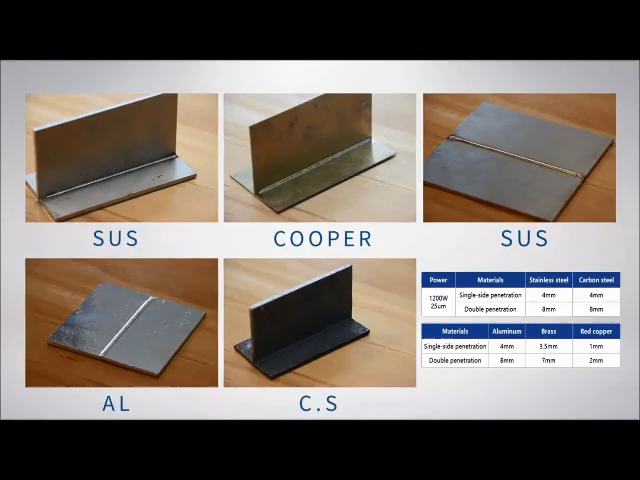 SUS
COOPER
SUS
AL
C.S
Power Materials Stainless steel Carbon steel
1200W 25um
Single-side penetration 4mm 4mm
Double penetration 8mm 8mm
Materials Aluminum Brass Red copper
Single-side penetration 4mm 3.5mm 1mm
Double penetration 8mm 7mm 2mm